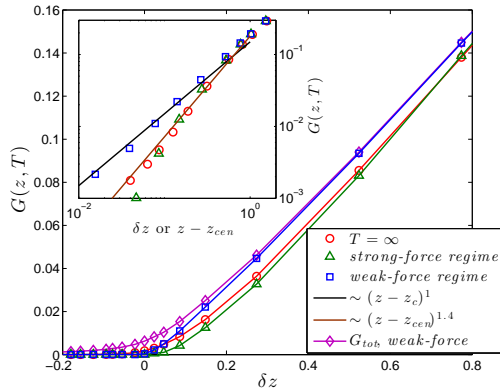 0.16
0.14
0.12
0.1
0.08
0.06
0.04
0.02
0
G(z, T)
−0.2
0
0.2
0.4
0.6
0.8
δz
10⁻²
10⁰
δz or z − z_cen
10⁻¹
10⁻²
10⁻³
G(z, T)
T = ∞
strong-force regime
weak-force regime
∼ (z − z_c)¹
∼ (z − z_cen)¹·⁴
G_tot, weak-force